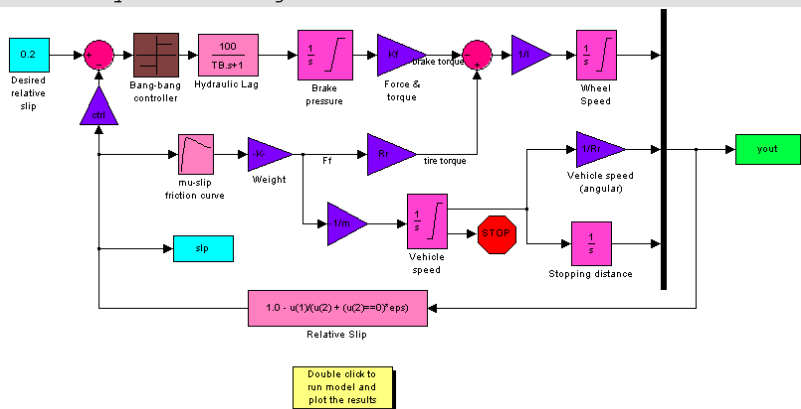 0.2
Desired
relative
slip
+
-
ctrl
Bang-bang
controller
100
TB.s+1
Hydraulic Lag
1
s
Brake
pressure
Kf
Force &
torque
brake torque
-
+
1/I
1
s
Wheel
Speed
mu-slip
friction curve
-K-
Weight
Ff
Rr
tire torque
1/Rr
Vehicle speed
(angular)
yout
-1/m
1
s
Vehicle
speed
STOP
1
s
Stopping distance
slp
1.0 - u(1)/(u(2) + (u(2)==0)*eps)
Relative Slip
Double click to
run model and
plot the results